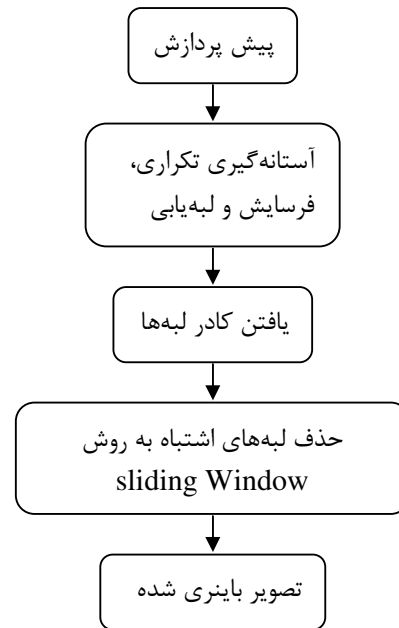 پیش پردازش
آستانه‌گیری تکراری،
فرسایش و لبه‌یابی
یافتن کادر لبه‌ها
حذف لبه‌های اشتباه به روش
sliding Window
تصویر باینری شده